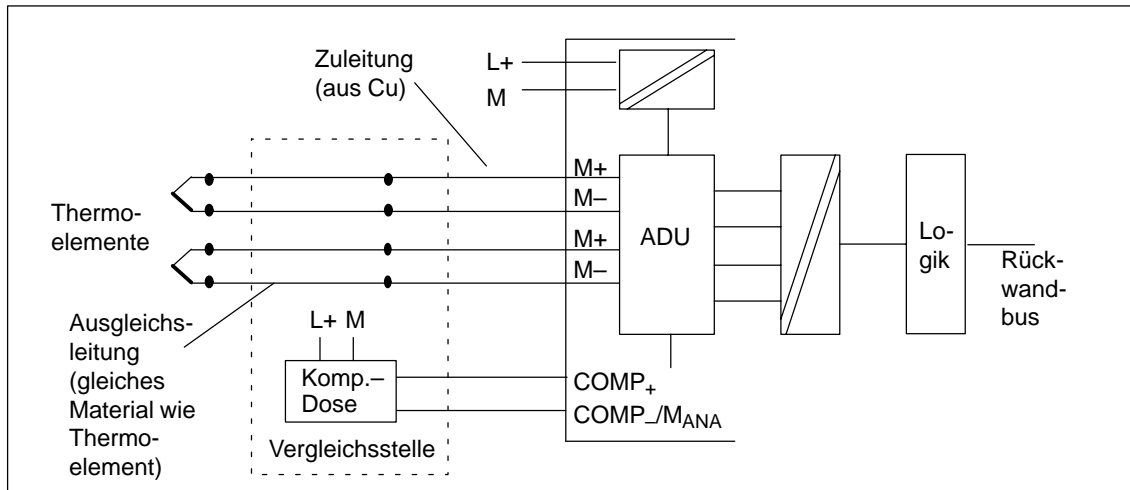 Zuleitung
(aus Cu)
L+
M
Thermo-
elemente
M+
M–
M+
M–
ADU
Lo-
gik
Rück-
wand-
bus
Ausgleichs-
leitung
(gleiches
Material wie
Thermo-
element)
L+ M
Komp.–
Dose
Vergleichsstelle
COMP+
COMP–/MANA